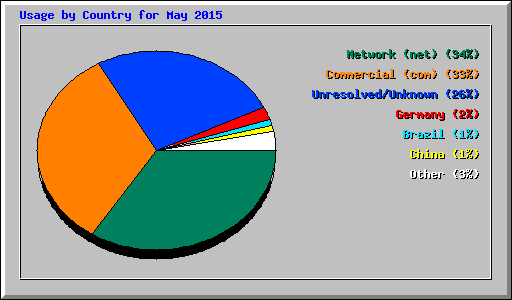 Usage by Country for May 2015
Network (net) (34%)
Commercial (com) (33%)
Unresolved/Unknown (26%)
Germany (2%)
Brazil (1%)
China (1%)
Other (3%)